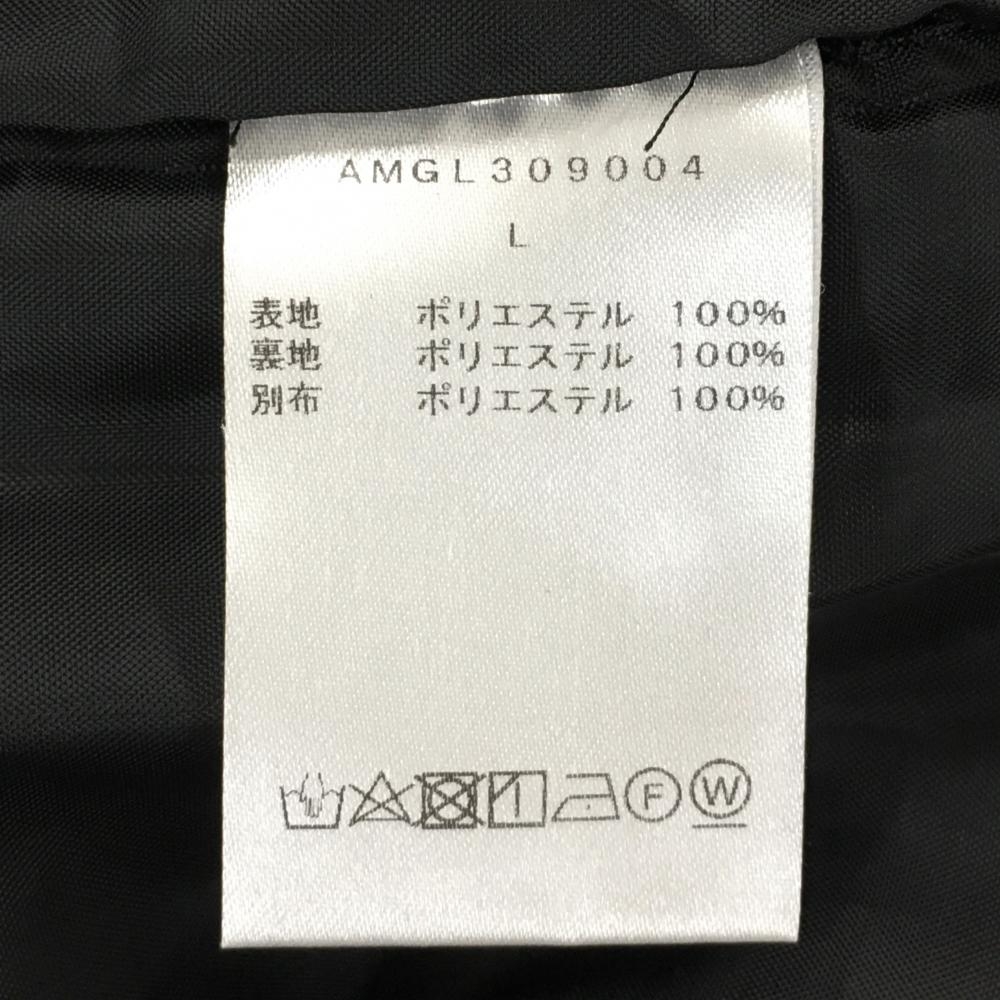 AMGL309004
L
表地 ポリエステル 100%
裏地 ポリエステル 100%
別布 ポリエステル 100%
F W